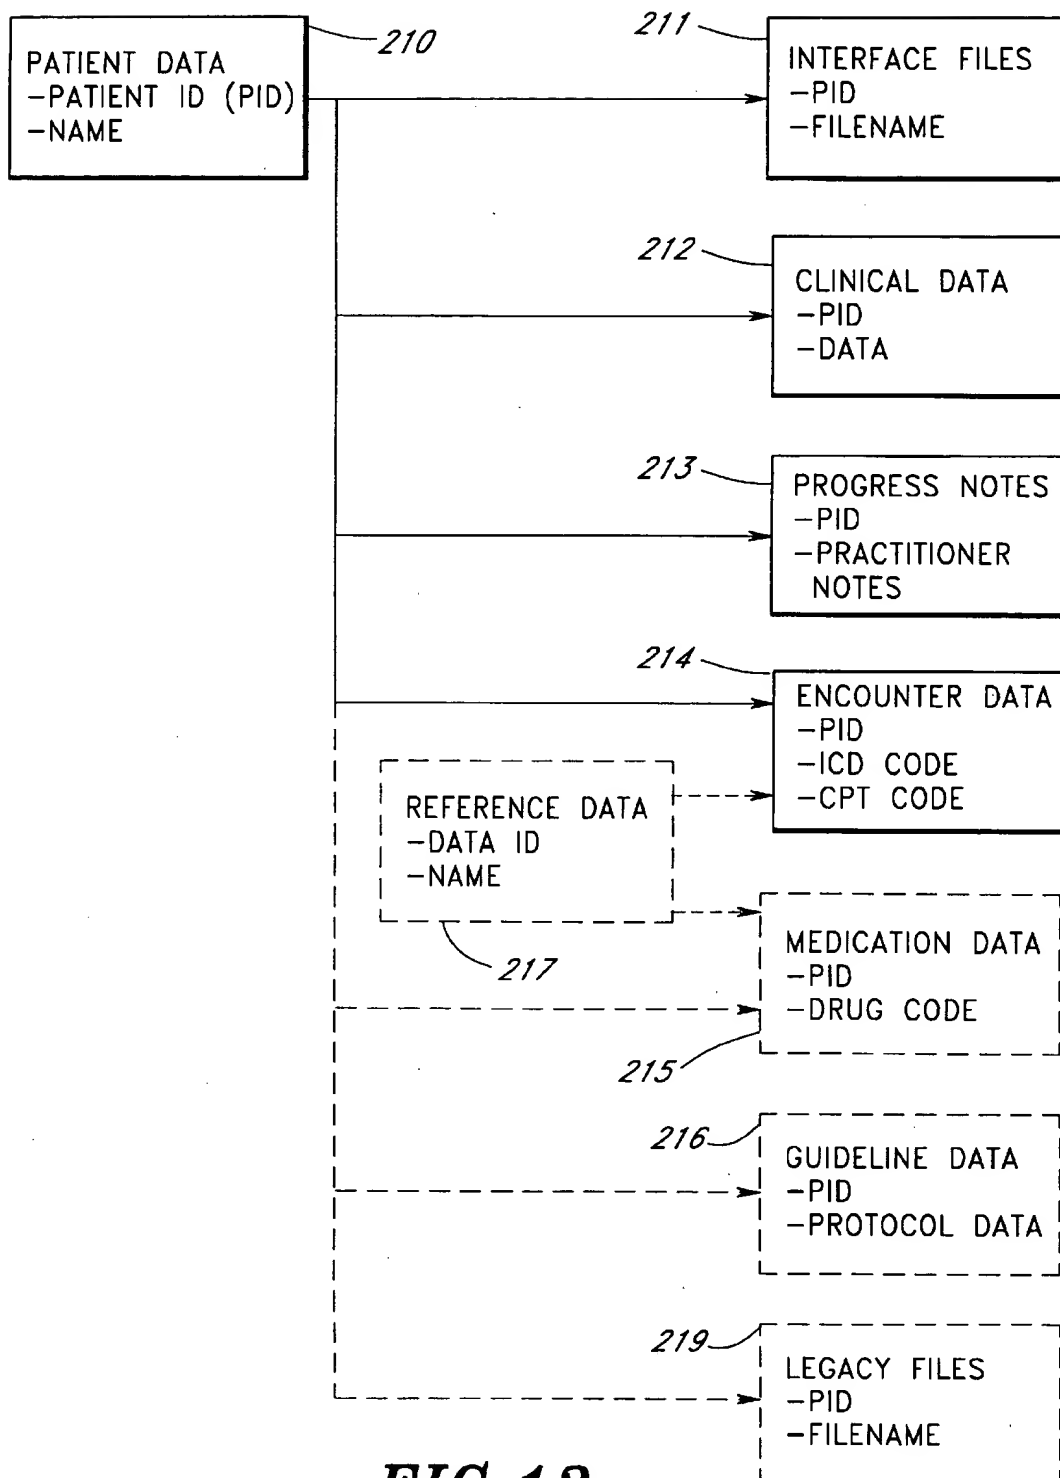 210
PATIENT DATA
-PATIENT ID (PID)
-NAME
211
INTERFACE FILES
-PID
-FILENAME
212
CLINICAL DATA
-PID
-DATA
213
PROGRESS NOTES
-PID
-PRACTITIONER
NOTES
214
ENCOUNTER DATA
-PID
-ICD CODE
-CPT CODE
REFERENCE DATA
-DATA ID
-NAME
217
MEDICATION DATA
-PID
-DRUG CODE
215
216
GUIDELINE DATA
-PID
-PROTOCOL DATA
219
LEGACY FILES
-PID
-FILENAME